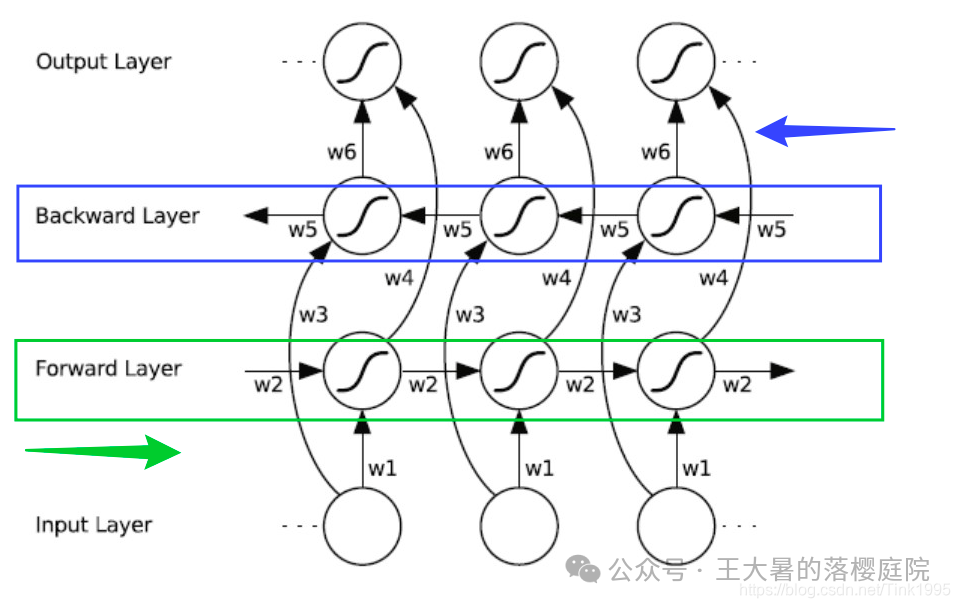 Output Layer
w6 w6 w6
Backward Layer
w5 w5 w5 w5
w4 w4 w4
w3 w3 w3
Forward Layer
w2 w2 w2 w2
w1 w1 w1
Input Layer
公众号 · 王大暑的落樱庭院
https://blog.csdn.net/Tink1995